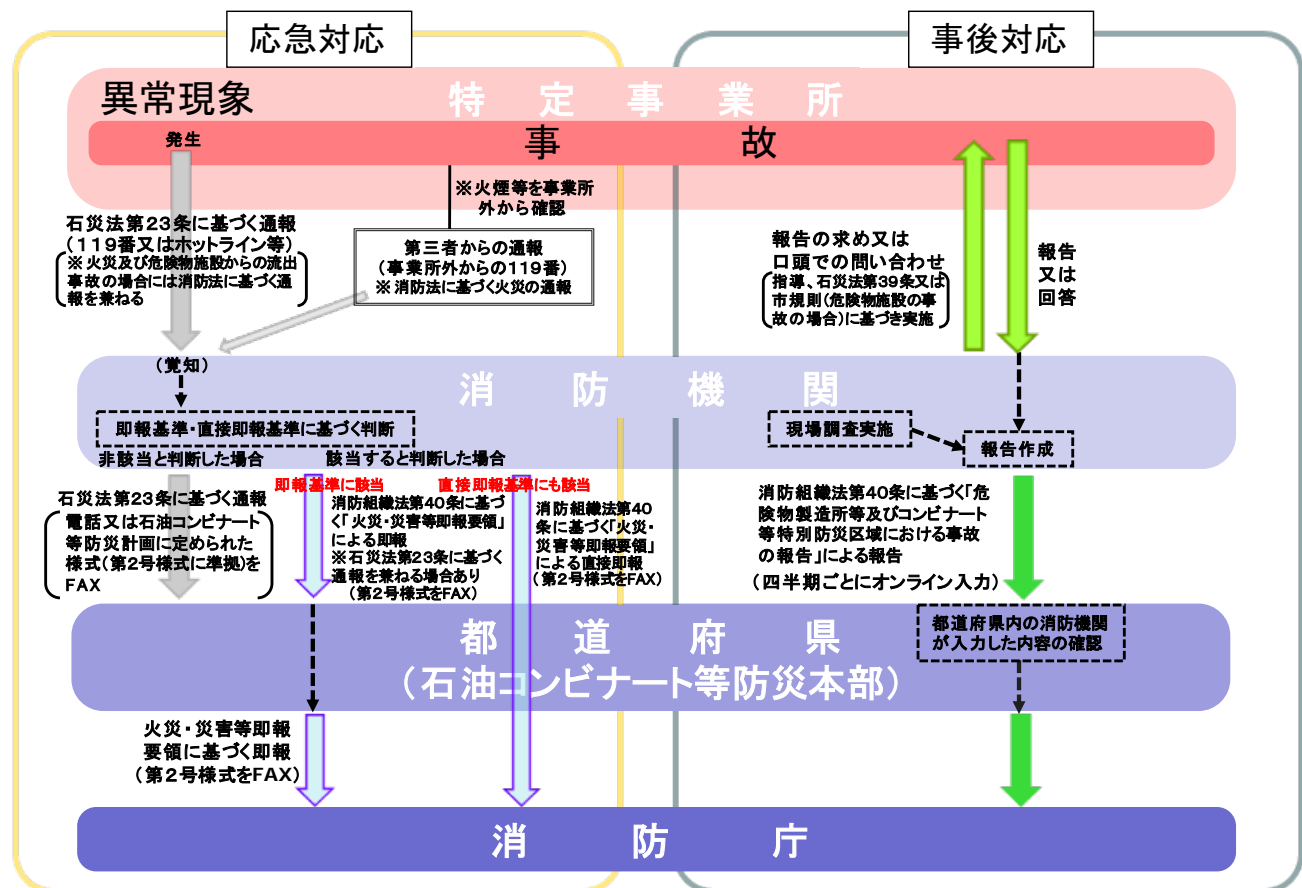 応急対応
事後対応
異常現象
特定事業所
発生
事故
※火煙等を事業所
外から確認
石災法第23条に基づく通報
(119番又はホットライン等)
※火災及び危険物施設からの流出
事故の場合には消防法に基づく通
報を兼ねる
第三者からの通報
(事業所外からの119番)
※消防法に基づく火災の通報
報告の求め又は
口頭での問い合わせ
指導、石災法第39条又は
市規則(危険物施設の事
故の場合)に基づき実施
報告
又は
回答
(覚知)
消防機関
即報基準・直接即報基準に基づく判断
現場調査実施
報告作成
非該当と判断した場合
該当すると判断した場合
石災法第23条に基づく通報
電話又は石油コンビナート
等防災計画に定められた
様式(第2号様式に準拠)を
FAX
即報基準に該当
消防組織法第40条に基づ
く「火災・災害等即報要領」
による即報
※石災法第23条に基づく
通報を兼ねる場合あり
(第2号様式をFAX)
直接即報基準にも該当
消防組織法第40
条に基づく「火災・
災害等即報要領」
による直接即報
(第2号様式をFAX)
消防組織法第40条に基づく「危
険物製造所等及びコンビナート
等特別防災区域における事故
の報告」による報告
(四半期ごとにオンライン入力)
都道府県
(石油コンビナート等防災本部)
都道府県内の消防機関
が入力した内容の確認
火災・災害等即報
要領に基づく即報
(第2号様式をFAX)
消防庁